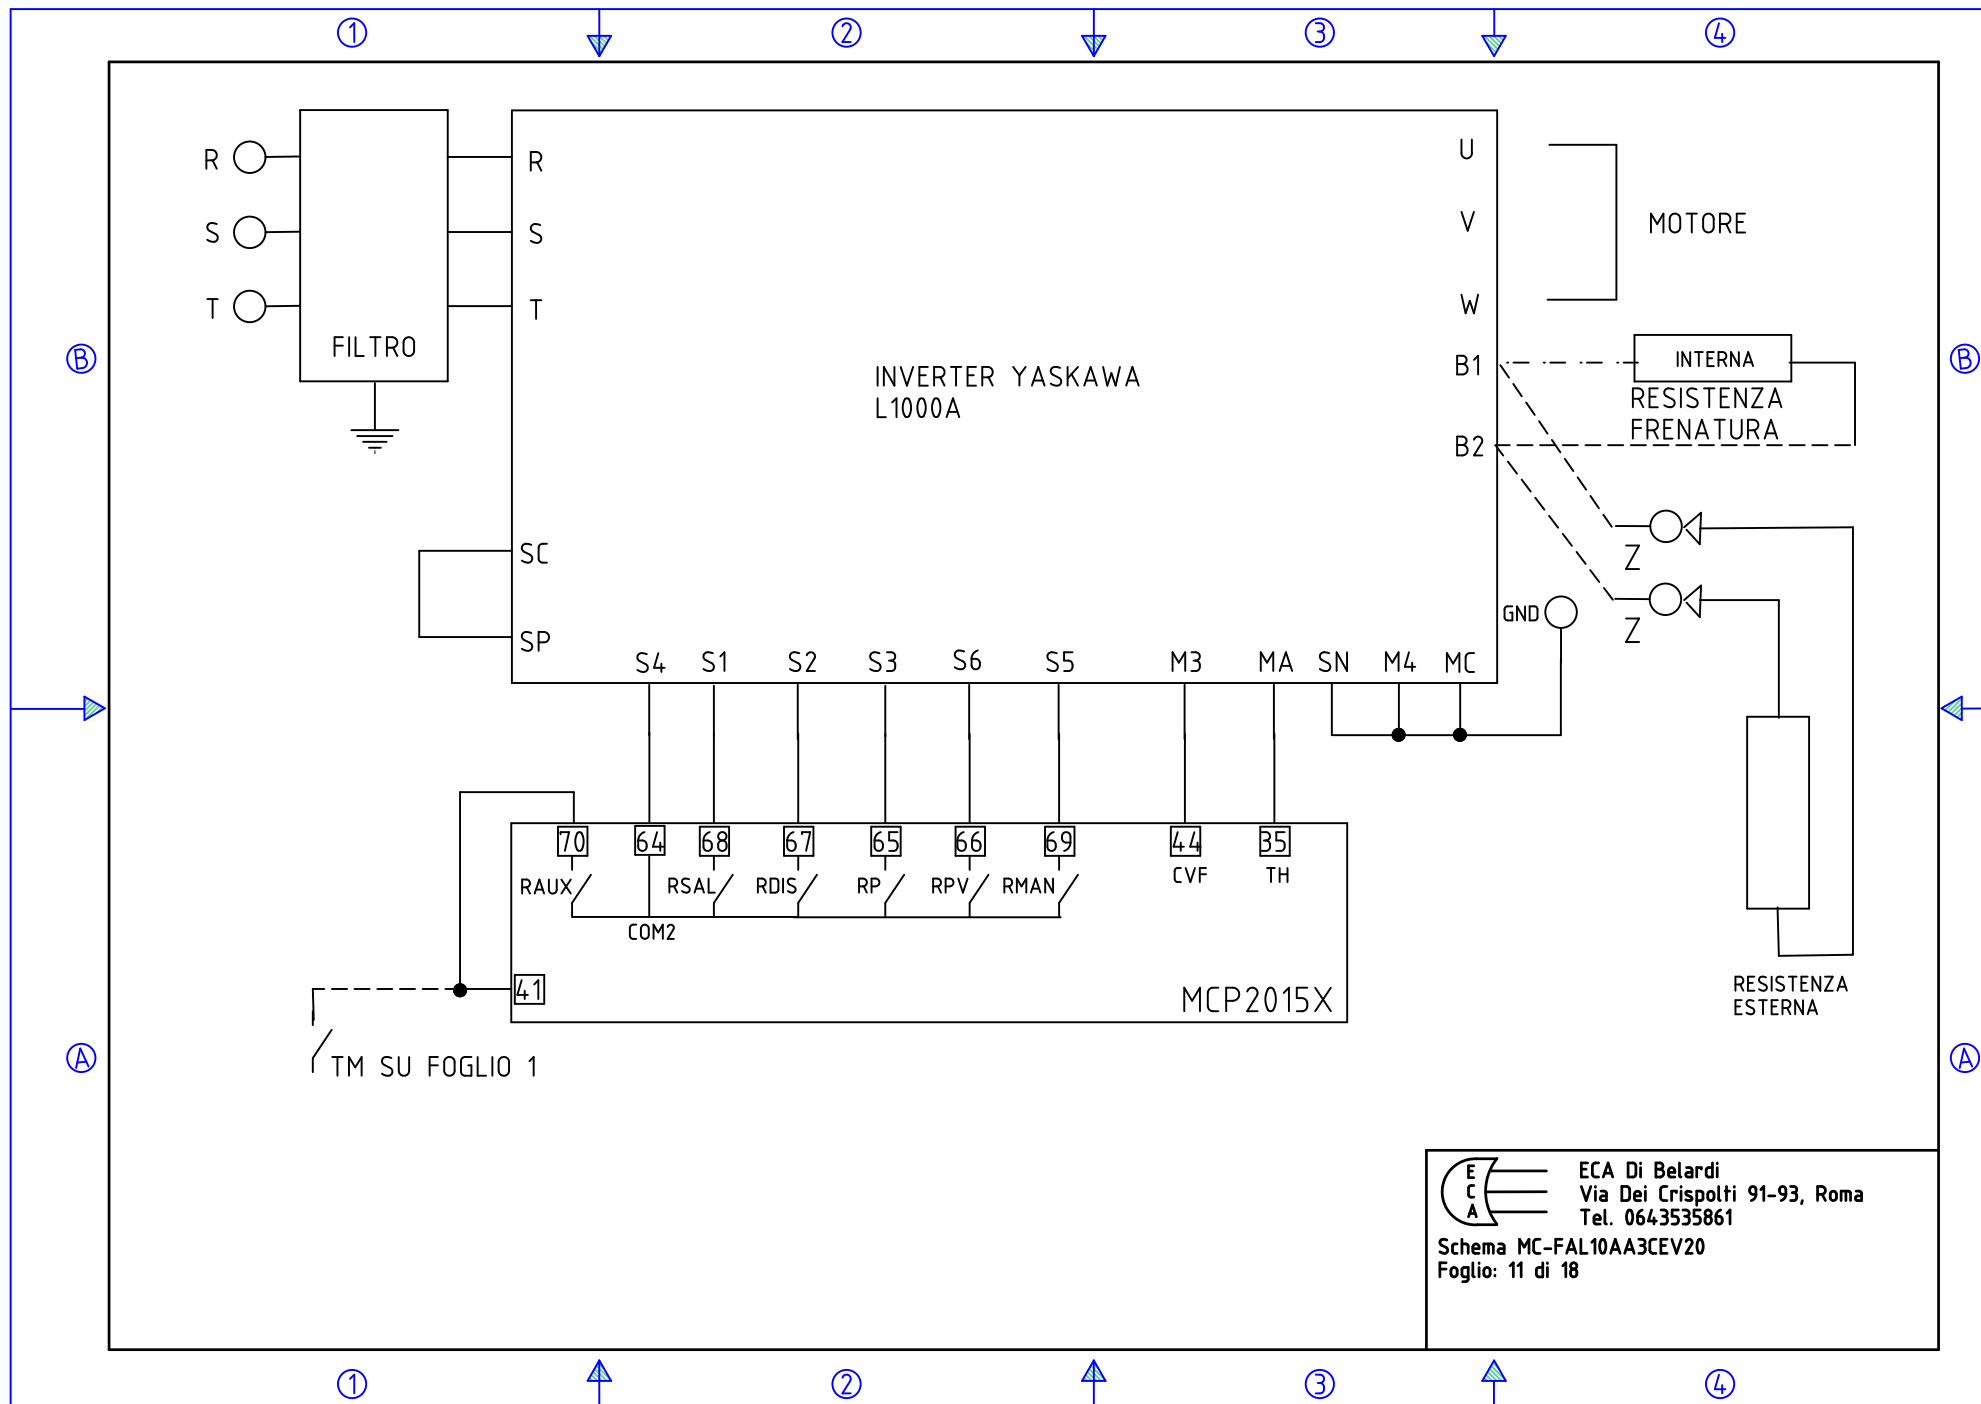 1 2 3 4
R
S
T
FILTRO
R
S
T
INVERTER YASKAWA
L1000A
U
V
W
MOTORE
B1
B2
INTERNA
RESISTENZA
FRENATURA
B B
SC
SP
Z
Z
GND
S4 S1 S2 S3 S6 S5 M3 MA SN M4 MC
70 64 68 67 65 66 69 44 35
RAUX RSAL RDIS RP RPV RMAN CVF TH
COM2
41
MCP2015X
RESISTENZA
ESTERNA
TM SU FOGLIO 1
A A
E
C
A
ECA Di Belardi
Via Dei Crispolti 91-93, Roma
Tel. 0643535861
Schema MC-FAL10AA3CEV20
Foglio: 11 di 18
1 2 3 4